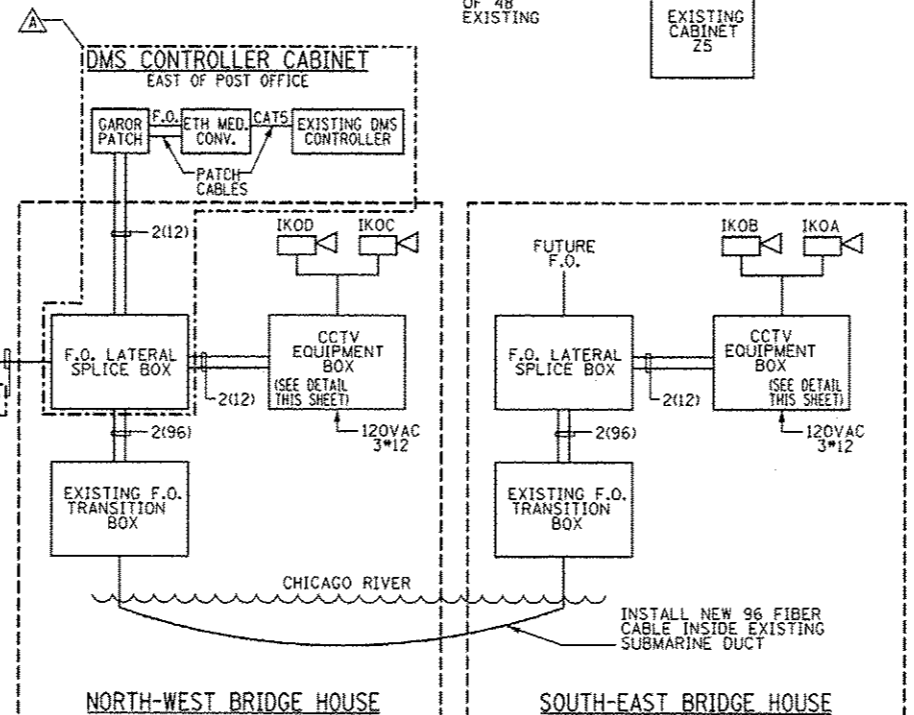 OF 48
EXISTING
EXISTING
CABINET
Z5
A
DMS CONTROLLER CABINET
EAST OF POST OFFICE
GAROR
PATCH
F.O.
ETH MED.
CONV.
CAT5
EXISTING DMS
CONTROLLER
PATCH
CABLES
2(12)
IKOD
IKOC
F.O. LATERAL
SPLICE BOX
CCTV
EQUIPMENT
BOX
(SEE DETAIL
THIS SHEET)
2(12)
2(96)
120VAC
3#12
EXISTING F.O.
TRANSITION
BOX
FUTURE
F.O.
IKOB
IKOA
F.O. LATERAL
SPLICE BOX
CCTV
EQUIPMENT
BOX
(SEE DETAIL
THIS SHEET)
2(12)
2(96)
120VAC
3#12
EXISTING F.O.
TRANSITION
BOX
CHICAGO RIVER
INSTALL NEW 96 FIBER
CABLE INSIDE EXISTING
SUBMARINE DUCT
NORTH-WEST BRIDGE HOUSE
SOUTH-EAST BRIDGE HOUSE